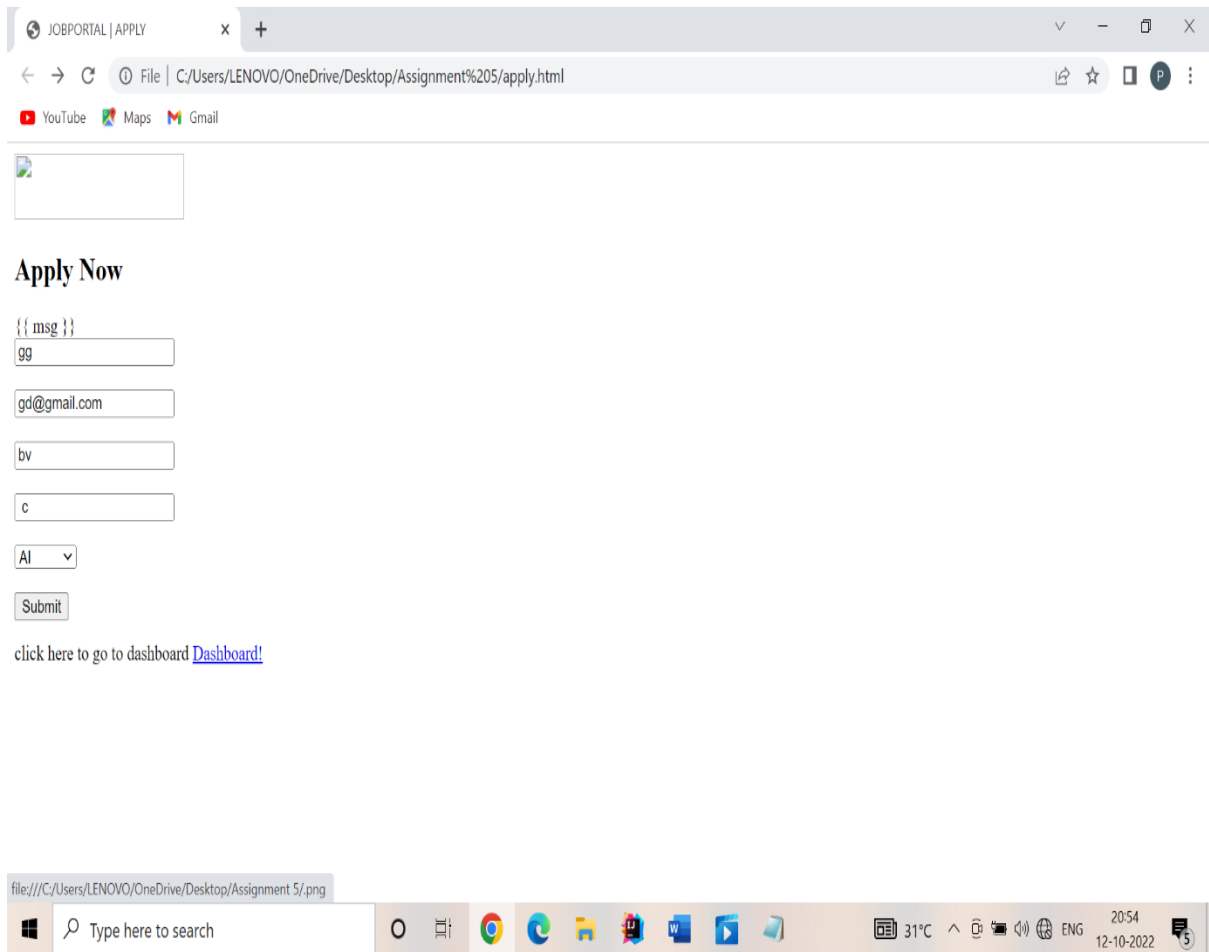 JOBPORTAL | APPLY
File | C:/Users/LENOVO/OneDrive/Desktop/Assignment%205/apply.html
P
YouTube Maps Gmail
Apply Now
{{ msg }}
gg
gd@gmail.com
bv
c
AI
Submit
click here to go to dashboard Dashboard!
file:///C:/Users/LENOVO/OneDrive/Desktop/Assignment 5/.png
Type here to search
31°C ENG 20:54
12-10-2022
5